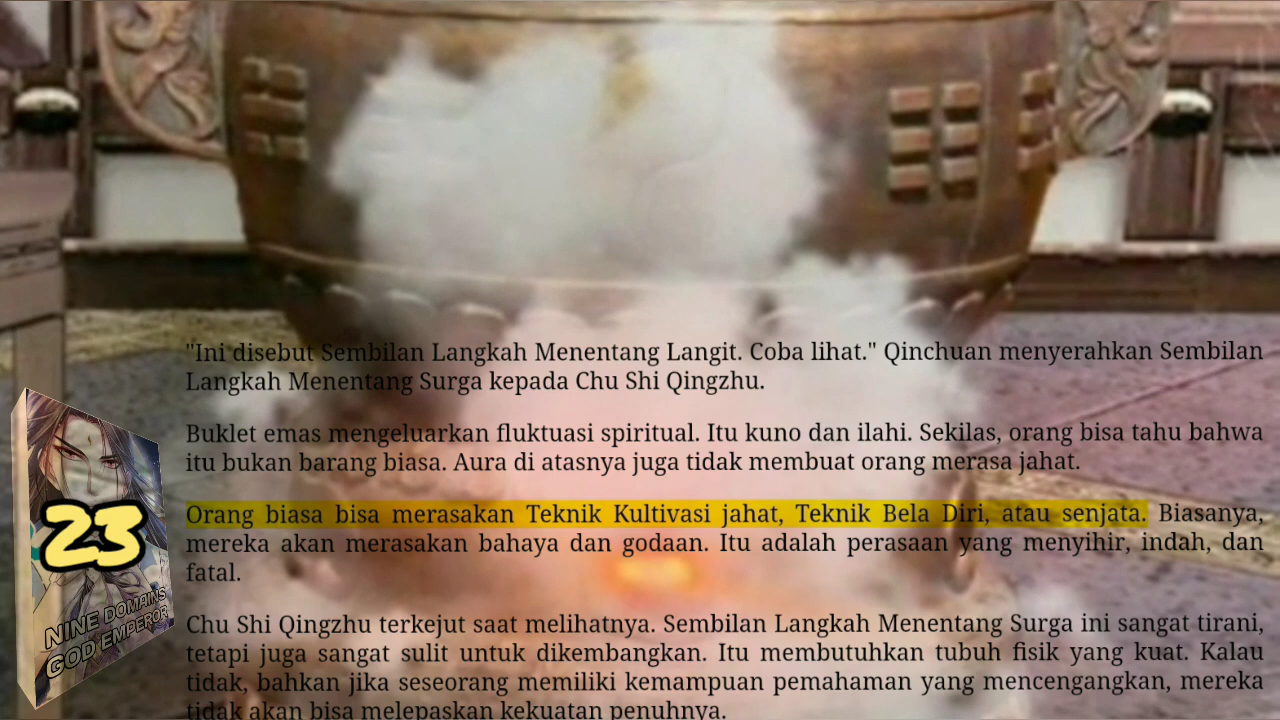 "Ini disebut Sembilan Langkah Menentang Langit. Coba lihat." Qinchuan menyerahkan Sembilan
Langkah Menentang Surga kepada Chu Shi Qingzhu.
Buklet emas mengeluarkan fluktuasi spiritual. Itu kuno dan ilahi. Sekilas, orang bisa tahu bahwa
itu bukan barang biasa. Aura di atasnya juga tidak membuat orang merasa jahat.
Orang biasa bisa merasakan Teknik Kultivasi jahat, Teknik Bela Diri, atau senjata. Biasanya,
mereka akan merasakan bahaya dan godaan. Itu adalah perasaan yang menyihir, indah, dan
fatal.
Chu Shi Qingzhu terkejut saat melihatnya. Sembilan Langkah Menentang Surga ini sangat tirani,
tetapi juga sangat sulit untuk dikembangkan. Itu membutuhkan tubuh fisik yang kuat. Kalau
tidak, bahkan jika seseorang memiliki kemampuan pemahaman yang mencengangkan, mereka
tidak akan bisa melepaskan kekuatan penuhnya.
23
NINE DOMAINS
GOD EMPEROR